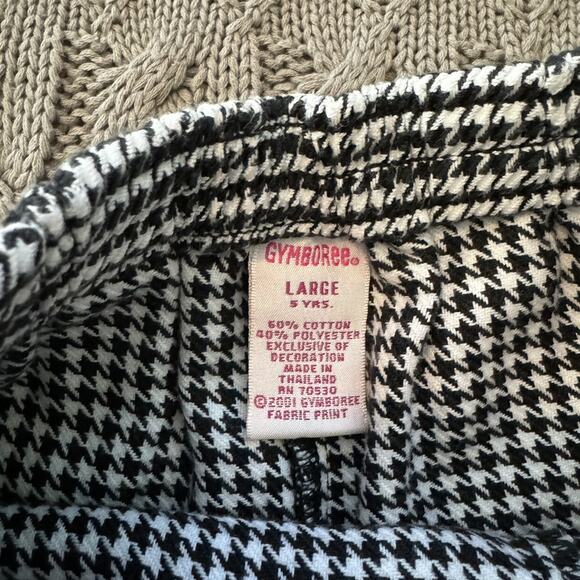 GYMBOREE®
LARGE
5 YRS.
60% COTTON
40% POLYESTER
EXCLUSIVE OF
DECORATION
MADE IN
THAILAND
RN 70530
©2001 GYMBOREE
FABRIC PRINT